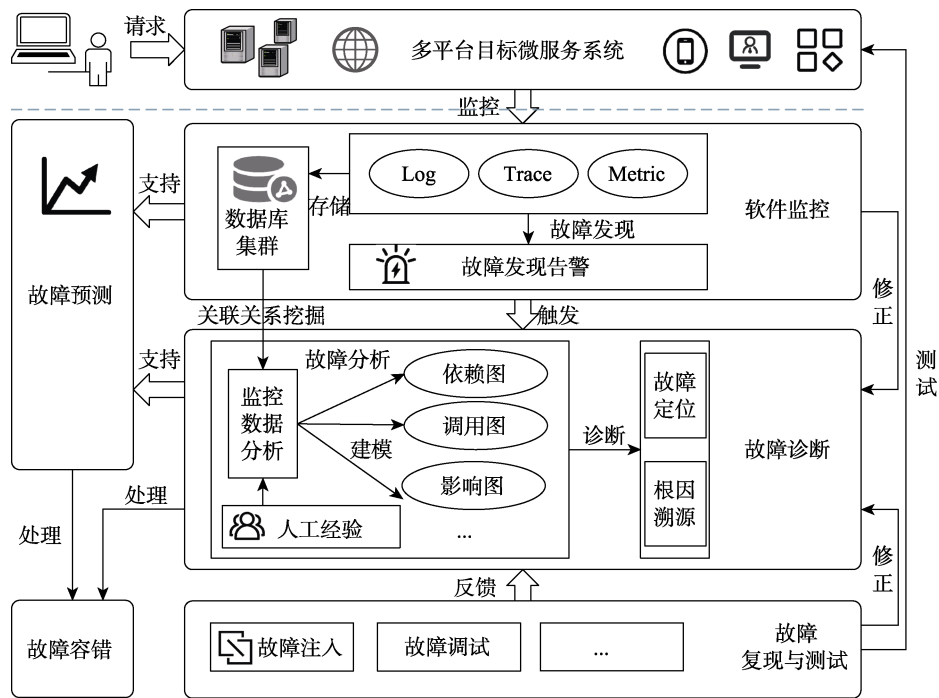 请求
多平台目标微服务系统
监控
支持
数据库
集群
存储
Log
Trace
Metric
软件监控
故障发现
故障发现告警
故障预测
关联关系挖掘
触发
修
正
测
试
支持
故障分析
监控
数据
分析
建模
依赖图
调用图
影响图
...
人工经验
诊断
故障
定位
根因
溯源
故障诊断
处理
处理
反馈
修
正
故障容错
故障注入
故障调试
...
故障
复现与测试